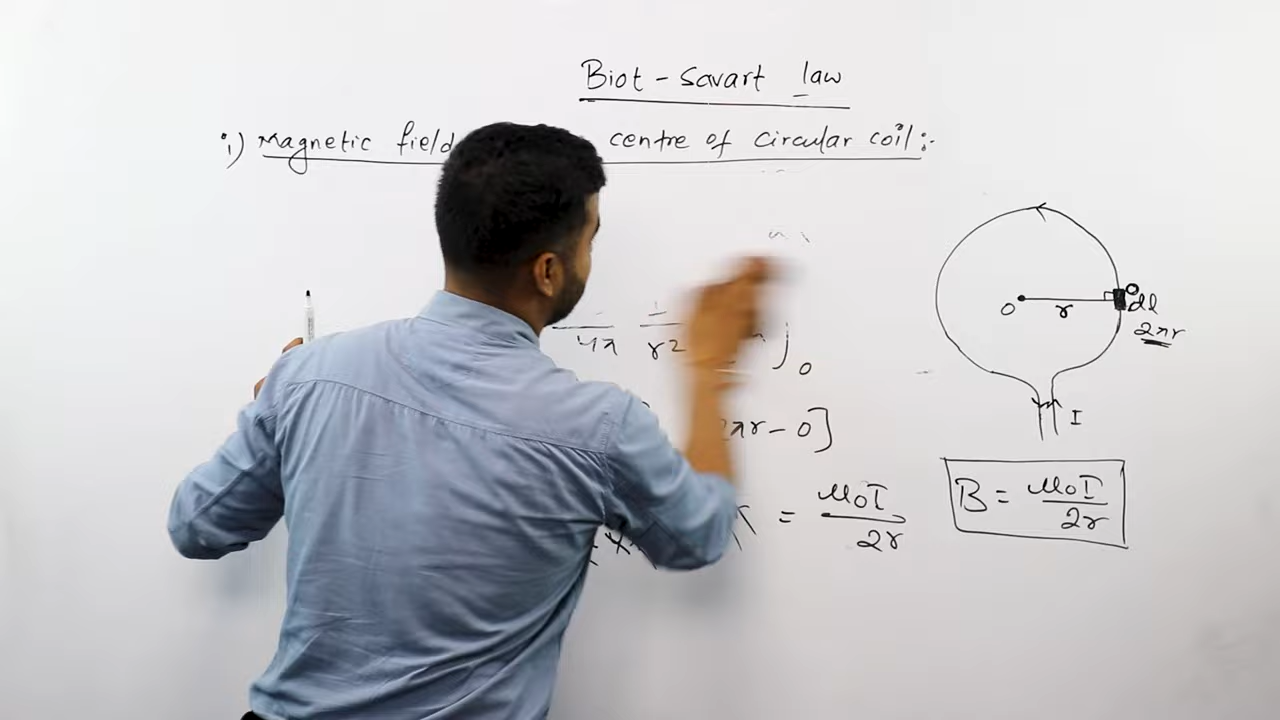 Biot - Savart law
i) Magnetic field centre of circular coil :-
O r dl
2πr
4π r2 0
2πr - 0]
I
= μ0I / 2r
B = μ0I / 2r